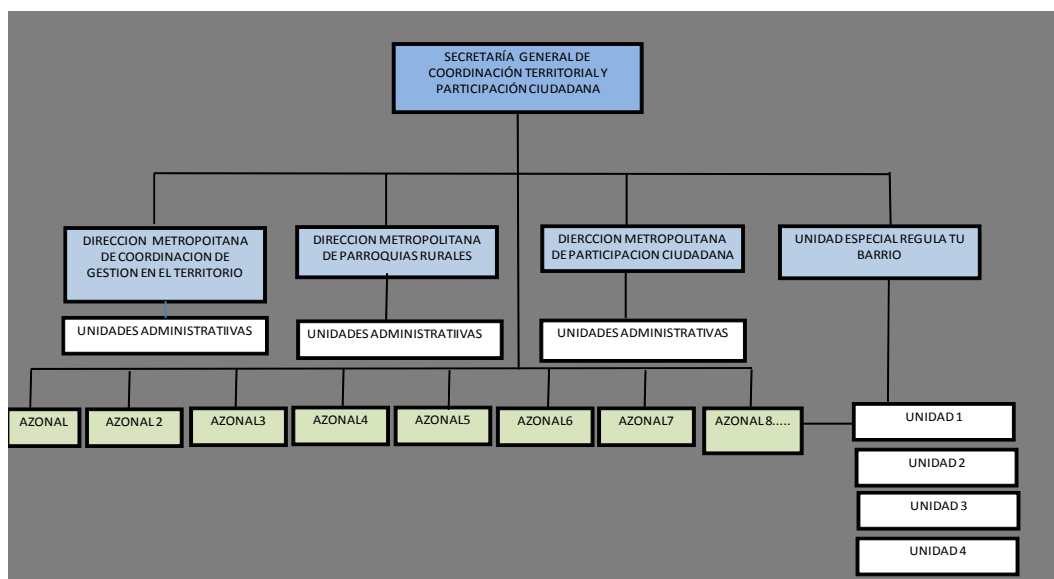 SECRETARÍA GENERAL DE
COORDINACIÓN TERRITORIAL Y
PARTICIPACIÓN CIUDADANA
DIRECCION METROPOITANA
DE COORDINACION DE
GESTION EN EL TERRITORIO
DIRECCION METROPOLITANA
DE PARROQUIAS RURALES
DIERCCION METROPOLITANA
DE PARTICIPACION CIUDADANA
UNIDAD ESPECIAL REGULA TU
BARRIO
UNIDADES ADMINISTRATIIVAS
UNIDADES ADMINISTRATIIVAS
UNIDADES ADMINISTRATIIVAS
AZONAL
AZONAL 2
AZONAL3
AZONAL4
AZONAL5
AZONAL6
AZONAL7
AZONAL 8.....
UNIDAD 1
UNIDAD 2
UNIDAD 3
UNIDAD 4